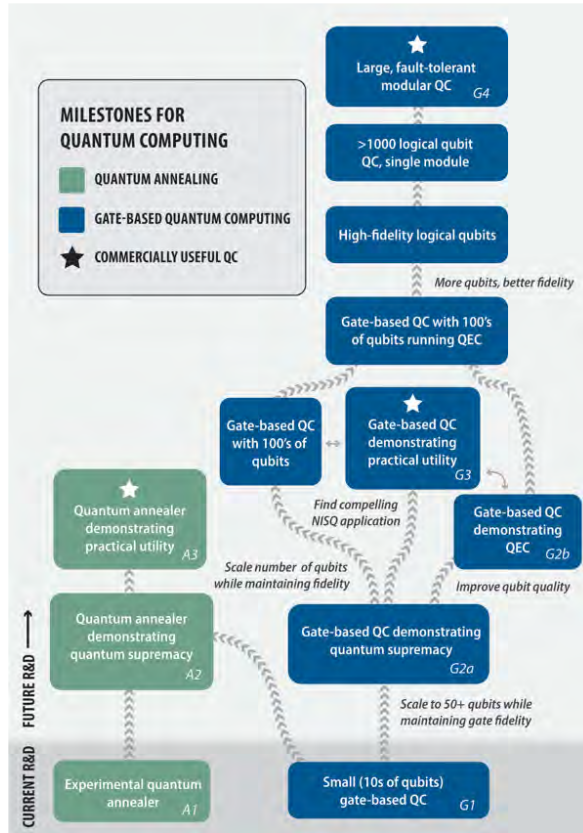 Large, fault-tolerant
modular QC
G4
MILESTONES FOR
QUANTUM COMPUTING
QUANTUM ANNEALING
GATE-BASED QUANTUM COMPUTING
COMMERCIALLY USEFUL QC
>1000 logical qubit
QC, single module
High-fidelity logical qubits
More qubits, better fidelity
Gate-based QC with 100's
of qubits running QEC
Gate-based QC
with 100's of
qubits
Gate-based QC
demonstrating
practical utility
G3
Quantum annealer
demonstrating
practical utility
A3
Find compelling
NISQ application
Gate-based QC
demonstrating
QEC
G2b
Scale number of qubits
while maintaining fidelity
Improve qubit quality
Quantum annealer
demonstrating
quantum supremacy
A2
Gate-based QC demonstrating
quantum supremacy
G2a
Scale to 50+ qubits while
maintaining gate fidelity
FUTURE R&D
CURRENT R&D
Experimental quantum
annealer
A1
Small (10s of qubits)
gate-based QC
G1